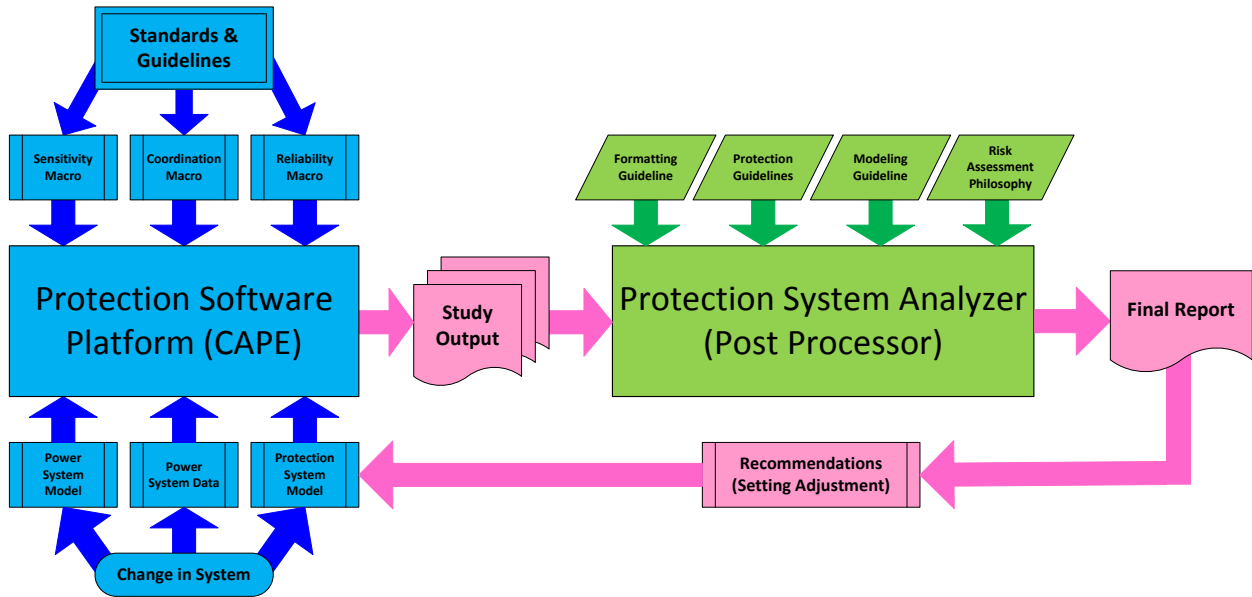 Standards &
Guidelines
Sensitivity
Macro
Coordination
Macro
Reliability
Macro
Formatting
Guideline
Protection
Guidelines
Modeling
Guideline
Risk
Assessment
Philosophy
Protection Software
Platform (CAPE)
Study
Output
Protection System Analyzer
(Post Processor)
Final Report
Power
System
Model
Power
System Data
Protection
System
Model
Recommendations
(Setting Adjustment)
Change in System